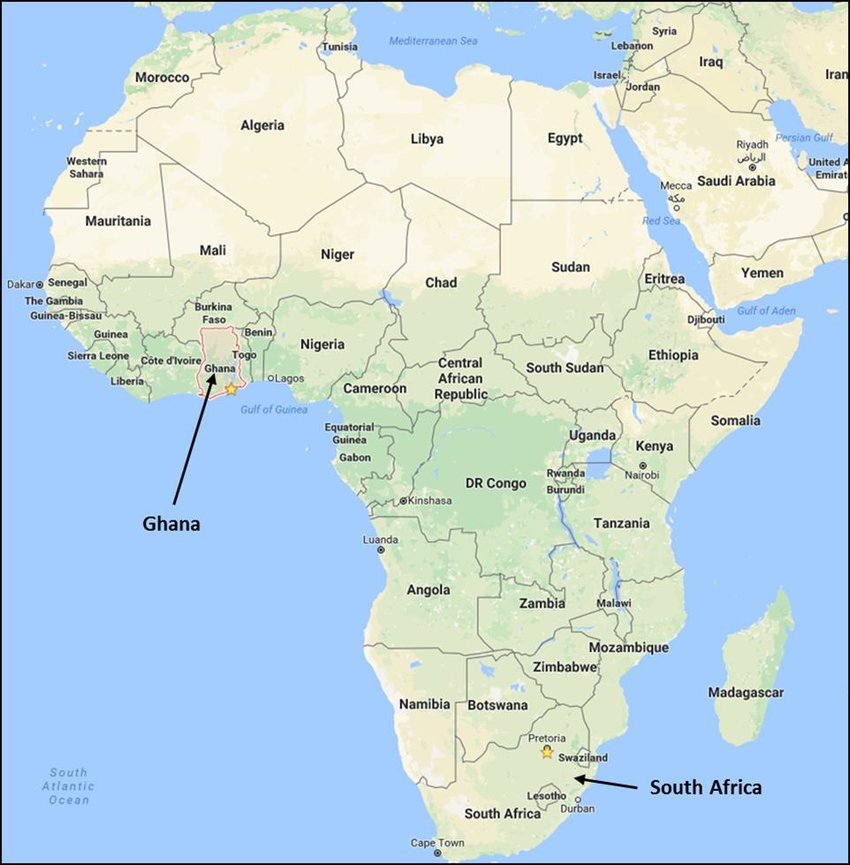 Mediterranean Sea
Tunisia
Syria
Lebanon
Iraq
Iran
Morocco
Israel
Jordan
Algeria
Libya
Egypt
Persian Gulf
Riyadh
الرياض
Western
Sahara
United A
Emirat
Saudi Arabia
Mecca
مكة
Mauritania
Red Sea
O
Mali
Niger
Chad
Sudan
Eritrea
Yemen
Dakar
Senegal
The Gambia
Guinea-Bissau
Burkina
Faso
Gulf of Aden
Djibouti
Guinea
Benin
Nigeria
Sierra Leone
Côte d'Ivoire
Togo
Ghana
Ethiopia
Central
African
Republic
South Sudan
Liberia
Lagos
Cameroon
Gulf of Guinea
Somalia
Equatorial
Guinea
Gabon
Uganda
Kenya
Nairobi
Rwanda
Burundi
DR Congo
Kinshasa
Ghana
Tanzania
Luanda
Angola
Zambia
Malawi
Mozambique
Zimbabwe
Madagascar
Namibia
Botswana
Pretoria
Swaziland
South
Atlantic
Ocean
South Africa
Lesotho
Durban
South Africa
Cape Town